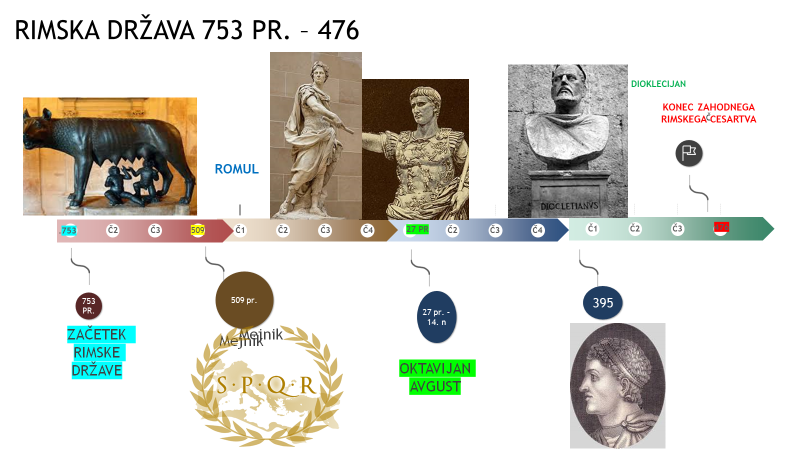 RIMSKA DRŽAVA 753 PR. – 476
DIOKLECIJAN
KONEC ZAHODNEGA
RIMSKEGA CESARTVA
ROMUL
DIOCLETIANVS
753
Č2
Č3
509
Č1
Č2
Č3
Č4
27 PR
Č2
Č3
Č4
Č1
Č2
Č3
753
PR.
509 pr.
27 pr. –
14. n
395
Mejnik
Mejnik
ZAČETEK
RIMSKE
DRŽAVE
S·P·Q·R
OKTAVIJAN
AVGUST